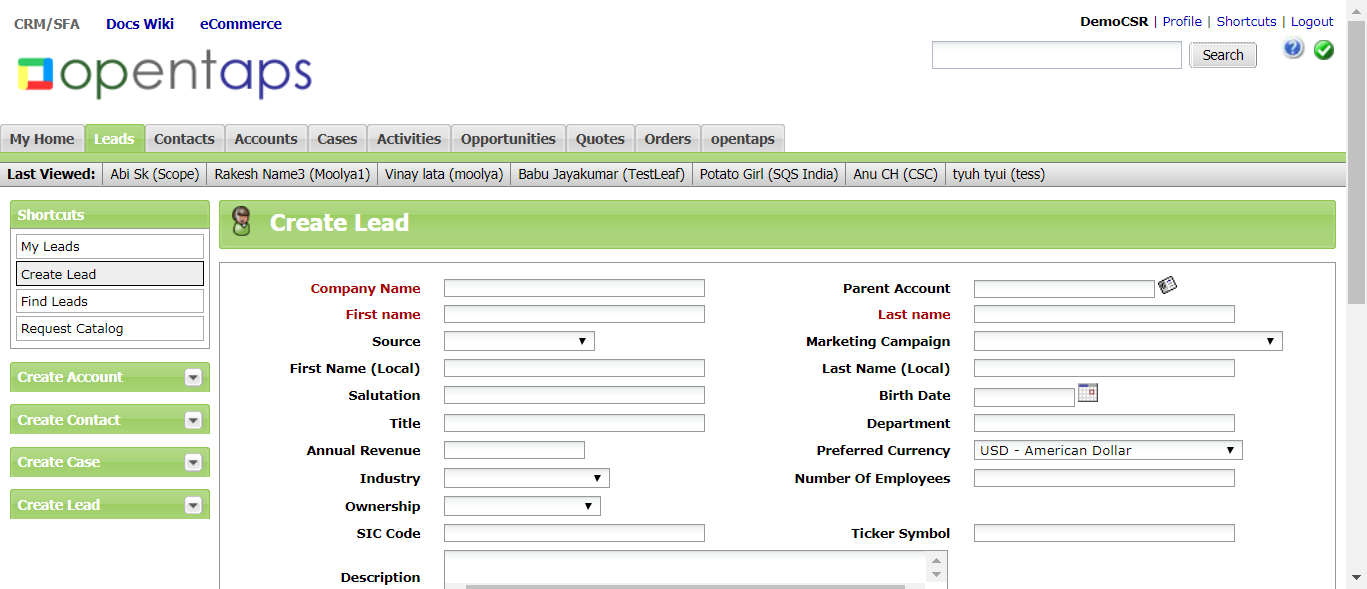 CRM/SFA Docs Wiki eCommerce
DemoCSR | Profile | Shortcuts | Logout
opentaps
Search
?
My Home Leads Contacts Accounts Cases Activities Opportunities Quotes Orders opentaps
Last Viewed: Abi Sk (Scope) Rakesh Name3 (Moolya1) Vinay lata (moolya) Babu Jayakumar (TestLeaf) Potato Girl (SQS India) Anu CH (CSC) tyuh tyui (tess)
Shortcuts
My Leads
Create Lead
Find Leads
Request Catalog
Create Account
Create Contact
Create Case
Create Lead
Create Lead
Company Name Parent Account
First name Last name
Source Marketing Campaign
First Name (Local) Last Name (Local)
Salutation Birth Date
Title Department
Annual Revenue Preferred Currency USD - American Dollar
Industry Number Of Employees
Ownership
SIC Code Ticker Symbol
Description